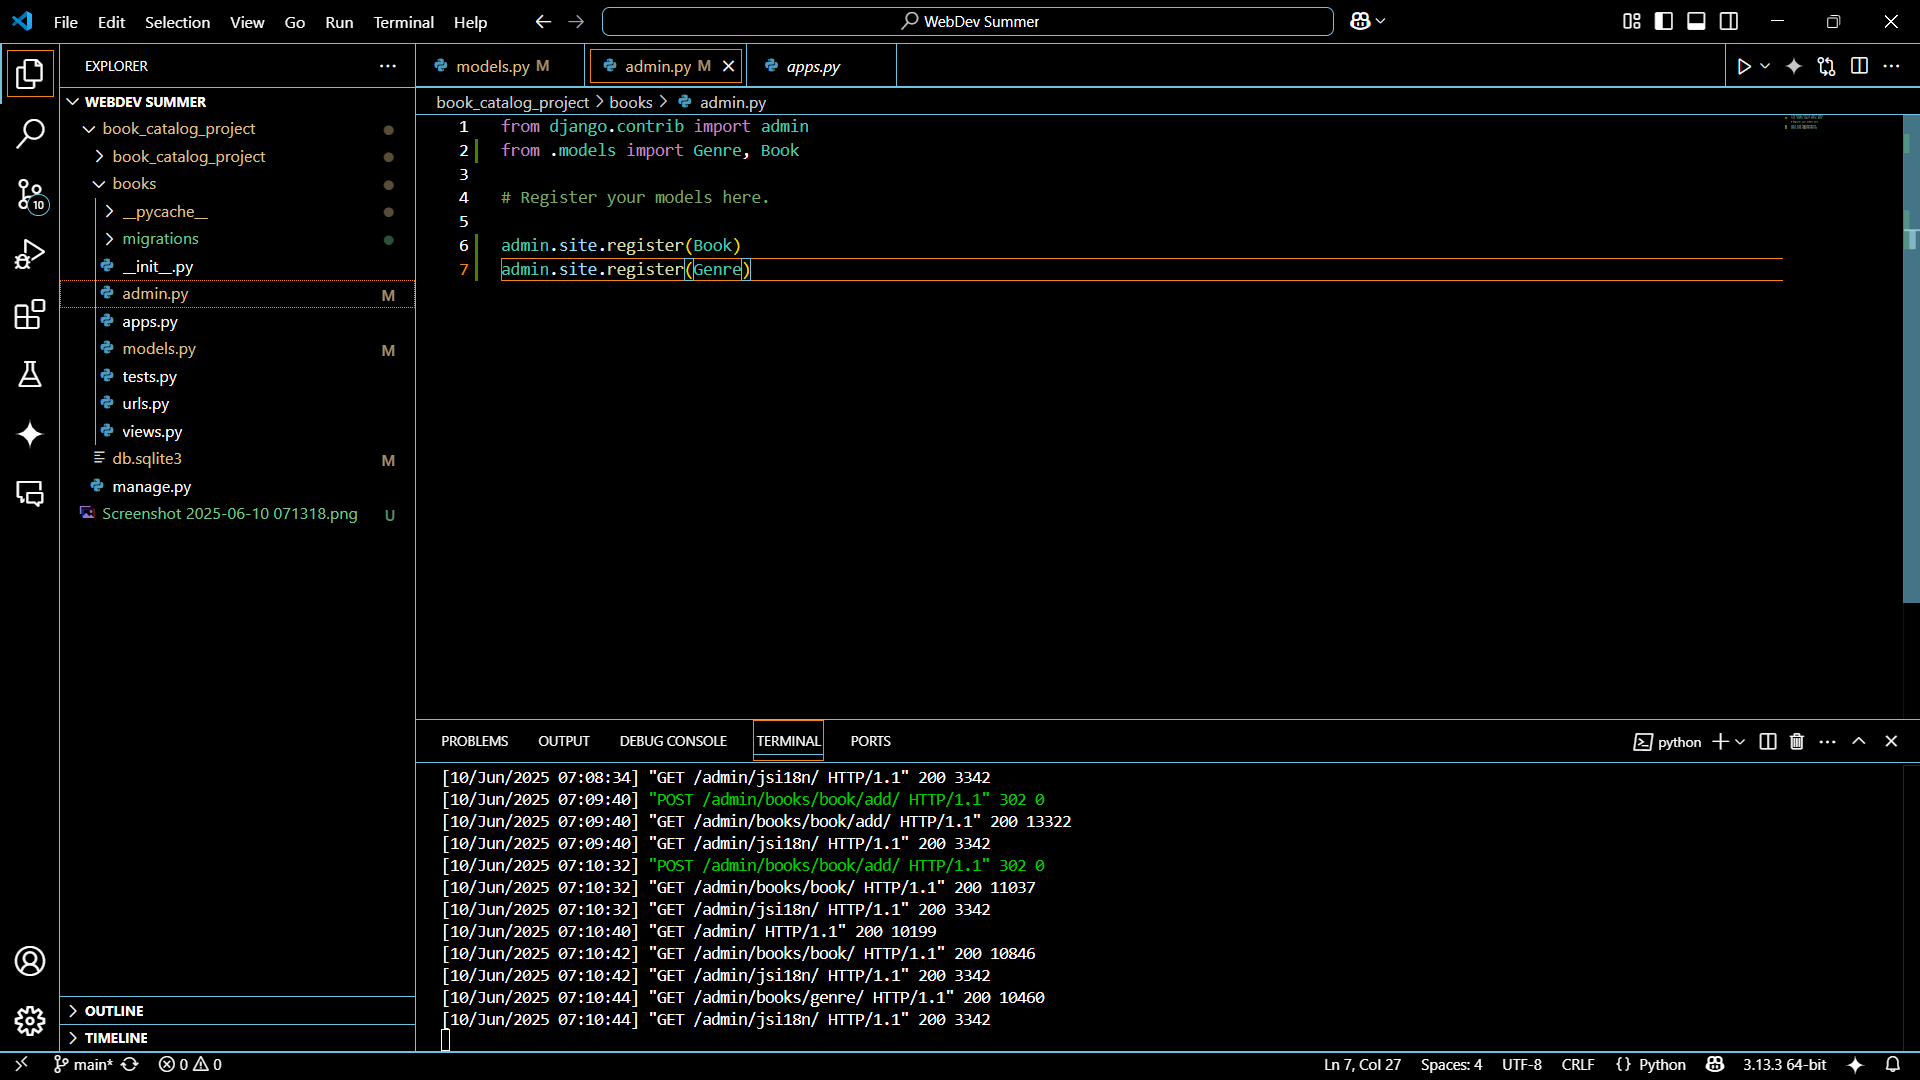 File Edit Selection View Go Run Terminal Help
WebDev Summer
EXPLORER
WEBDEV SUMMER
book_catalog_project
book_catalog_project
books
__pycache__
migrations
__init__.py
admin.py M
apps.py
models.py M
tests.py
urls.py
views.py
db.sqlite3 M
manage.py
Screenshot 2025-06-10 071318.png U
OUTLINE
TIMELINE
10
models.py M admin.py M apps.py
book_catalog_project > books > admin.py
1 from django.contrib import admin
2 from .models import Genre, Book
3
4 # Register your models here.
5
6 admin.site.register(Book)
7 admin.site.register(Genre)
PROBLEMS OUTPUT DEBUG CONSOLE TERMINAL PORTS
python
[10/Jun/2025 07:08:34] "GET /admin/jsi18n/ HTTP/1.1" 200 3342
[10/Jun/2025 07:09:40] "POST /admin/books/book/add/ HTTP/1.1" 302 0
[10/Jun/2025 07:09:40] "GET /admin/books/book/add/ HTTP/1.1" 200 13322
[10/Jun/2025 07:09:40] "GET /admin/jsi18n/ HTTP/1.1" 200 3342
[10/Jun/2025 07:10:32] "POST /admin/books/book/add/ HTTP/1.1" 302 0
[10/Jun/2025 07:10:32] "GET /admin/books/book/ HTTP/1.1" 200 11037
[10/Jun/2025 07:10:32] "GET /admin/jsi18n/ HTTP/1.1" 200 3342
[10/Jun/2025 07:10:40] "GET /admin/ HTTP/1.1" 200 10199
[10/Jun/2025 07:10:42] "GET /admin/books/book/ HTTP/1.1" 200 10846
[10/Jun/2025 07:10:42] "GET /admin/jsi18n/ HTTP/1.1" 200 3342
[10/Jun/2025 07:10:44] "GET /admin/books/genre/ HTTP/1.1" 200 10460
[10/Jun/2025 07:10:44] "GET /admin/jsi18n/ HTTP/1.1" 200 3342
main* 0 0 Ln 7, Col 27 Spaces: 4 UTF-8 CRLF {} Python 3.13.3 64-bit